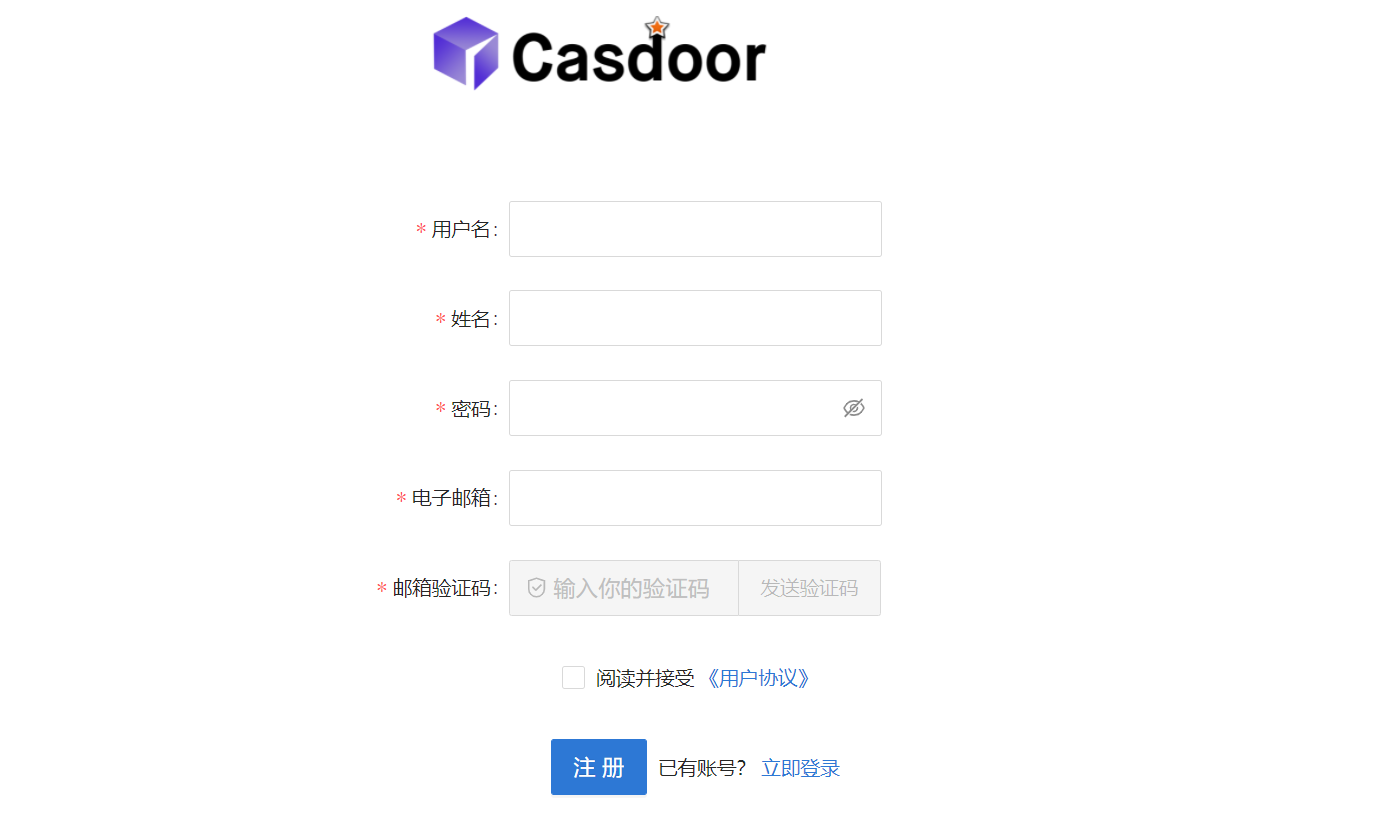 Casdoor
* 用户名:
* 姓名:
* 密码:
* 电子邮箱:
* 邮箱验证码: 输入你的验证码 发送验证码
阅读并接受 《用户协议》
注 册 已有账号? 立即登录